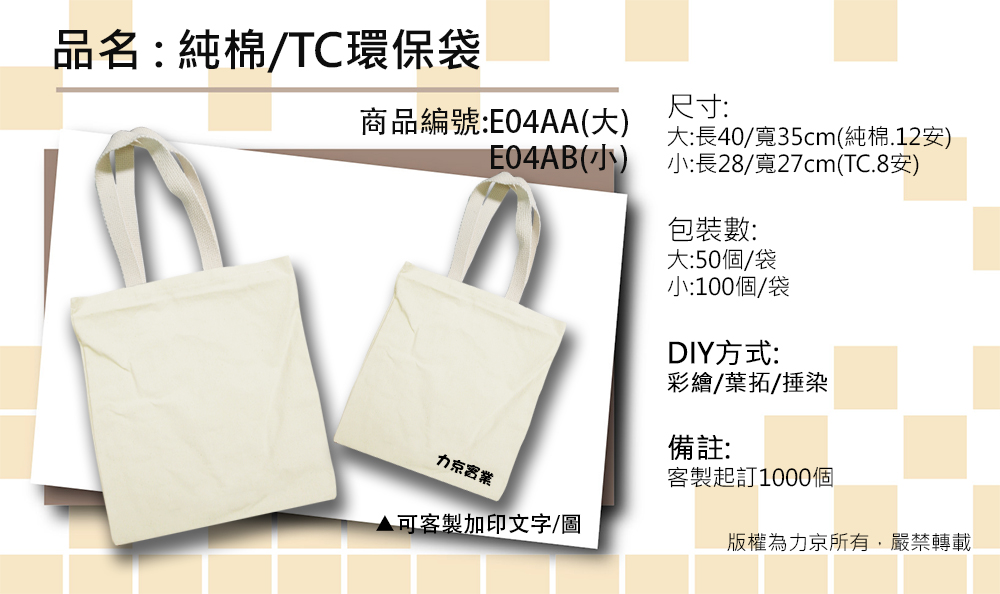 品名 : 純棉/TC環保袋
商品編號:E04AA(大)
E04AB(小)
尺寸:
大:長40/寬35cm(純棉.12安)
小:長28/寬27cm(TC.8安)
包裝數:
大:50個/袋
小:100個/袋
DIY方式:
彩繪/葉拓/捶染
備註:
客製起訂1000個
力京實業
▲可客製加印文字/圖
版權為力京所有，嚴禁轉載